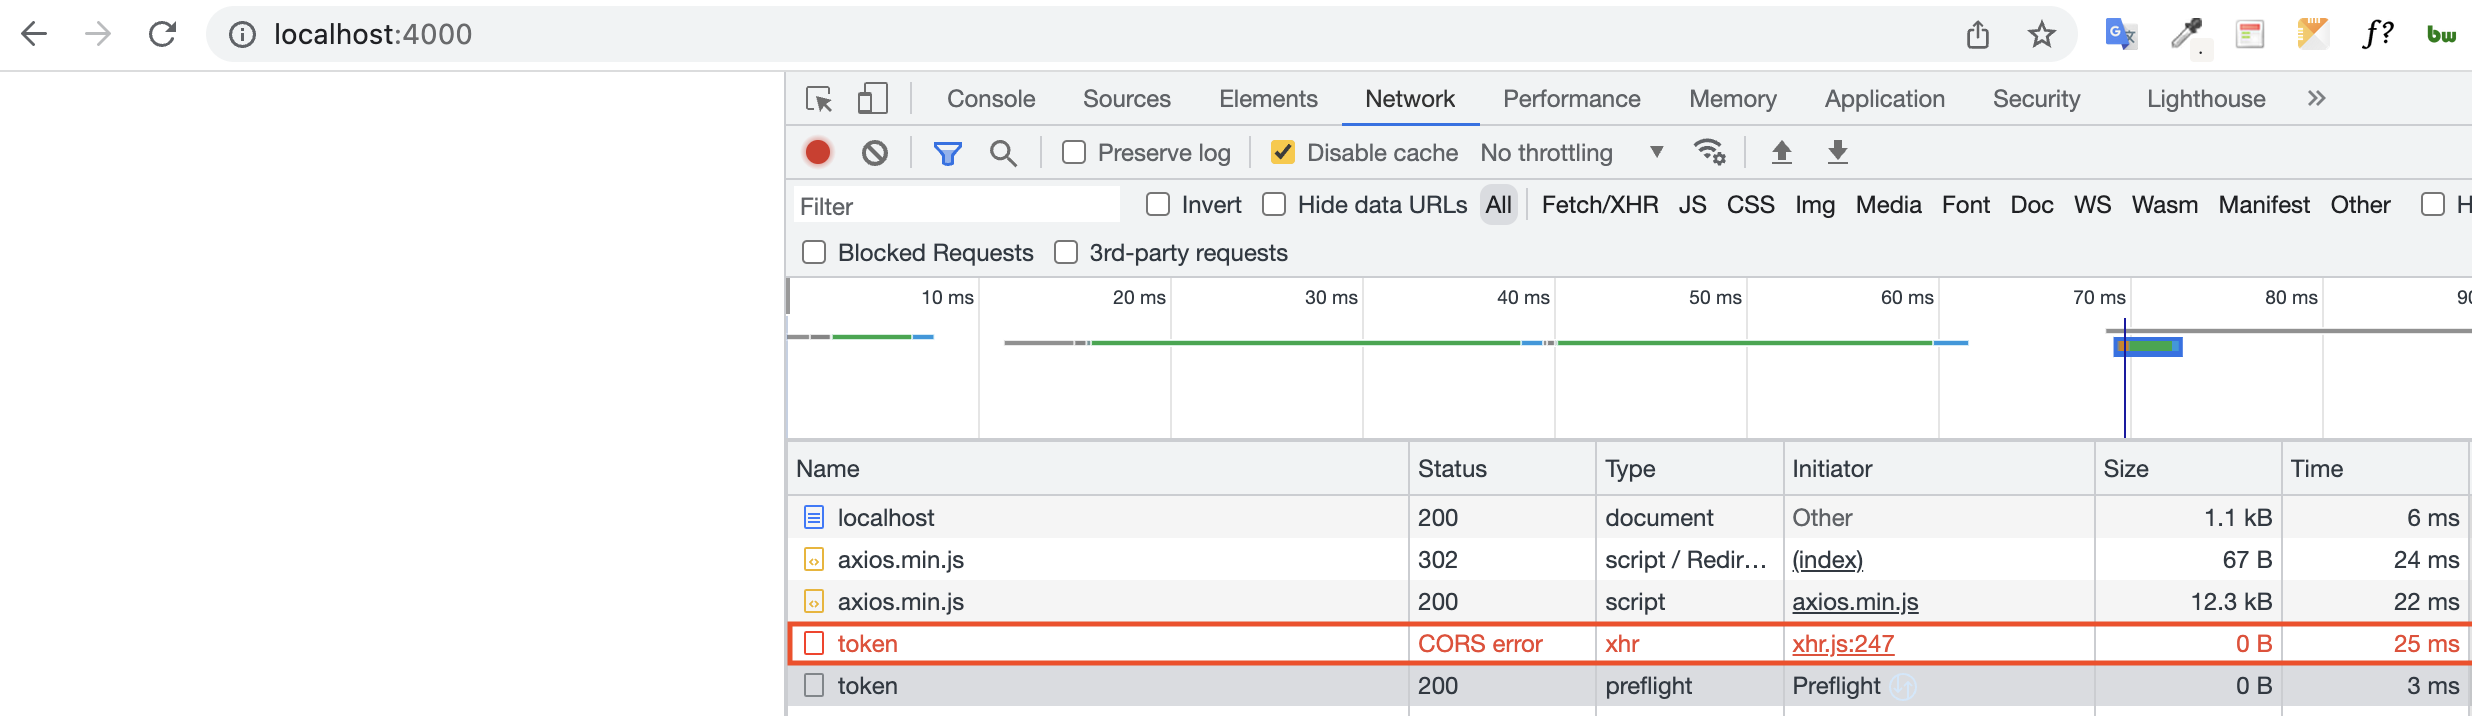 localhost:4000
f?
bw
Console Sources Elements Network Performance Memory Application Security Lighthouse »
Preserve log Disable cache No throttling
Filter Invert Hide data URLs All Fetch/XHR JS CSS Img Media Font Doc WS Wasm Manifest Other H
Blocked Requests 3rd-party requests
10 ms 20 ms 30 ms 40 ms 50 ms 60 ms 70 ms 80 ms 90
Name Status Type Initiator Size Time
localhost 200 document Other 1.1 kB 6 ms
axios.min.js 302 script / Redir… (index) 67 B 24 ms
axios.min.js 200 script axios.min.js 12.3 kB 22 ms
token CORS error xhr xhr.js:247 0 B 25 ms
token 200 preflight Preflight 0 B 3 ms